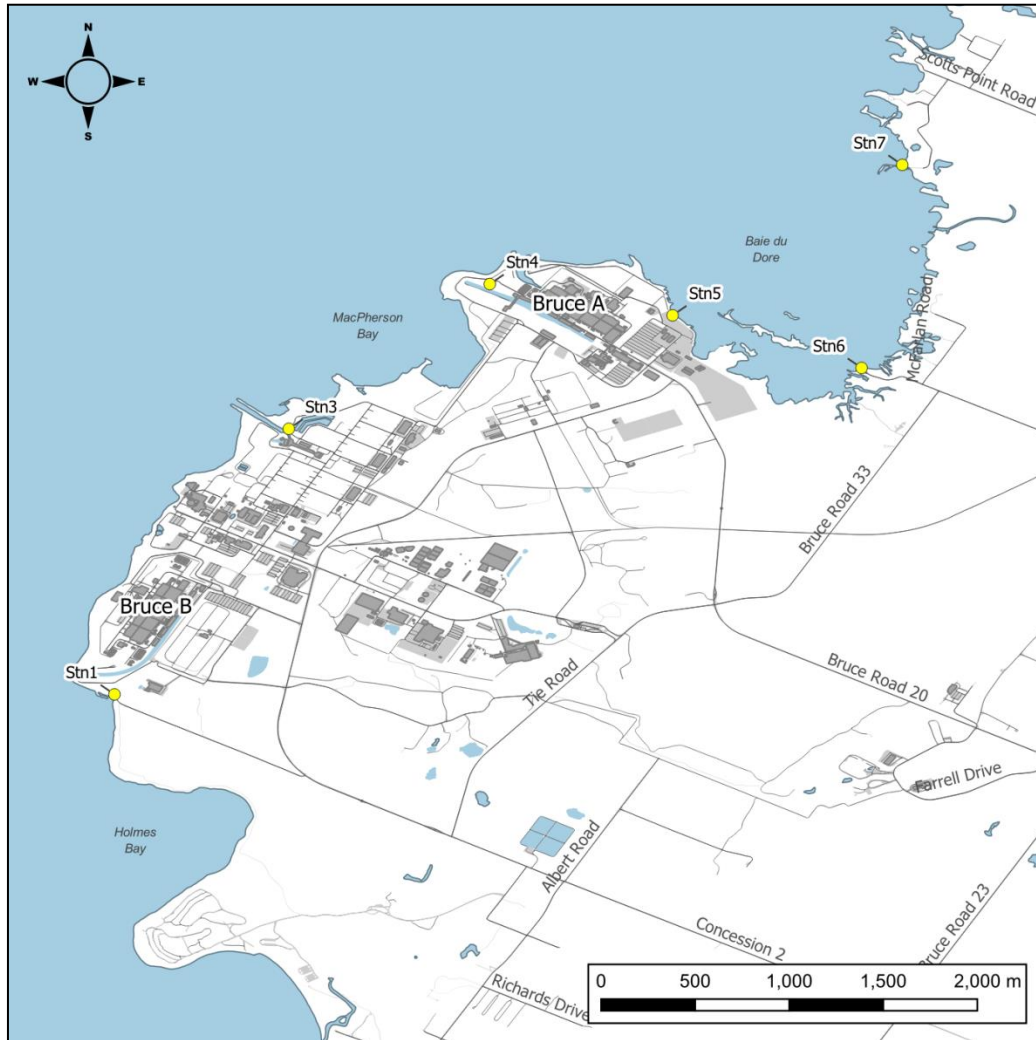 N
W
E
S
Scotts Point Road
Stn7
Baie du
Dore
Stn4
Bruce A
Stn5
MacPherson
Bay
Stn6
McFarlan Road
Stn3
Bruce Road 33
Bruce B
Stn1
Tie Road
Bruce Road 20
Farrell Drive
Holmes
Bay
Albert Road
Concession 2
Bruce Road 23
Richards Drive
0 500 1,000 1,500 2,000 m